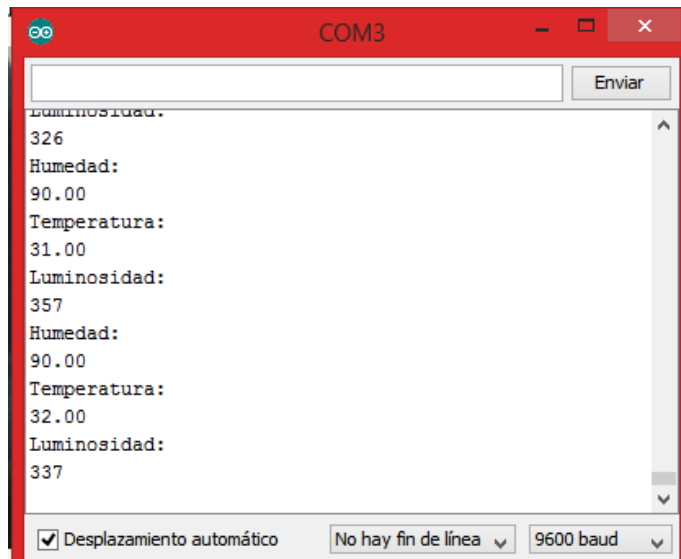 COM3
Enviar
Luminosidad:
326
Humedad:
90.00
Temperatura:
31.00
Luminosidad:
357
Humedad:
90.00
Temperatura:
32.00
Luminosidad:
337
Desplazamiento automático No hay fin de línea 9600 baud